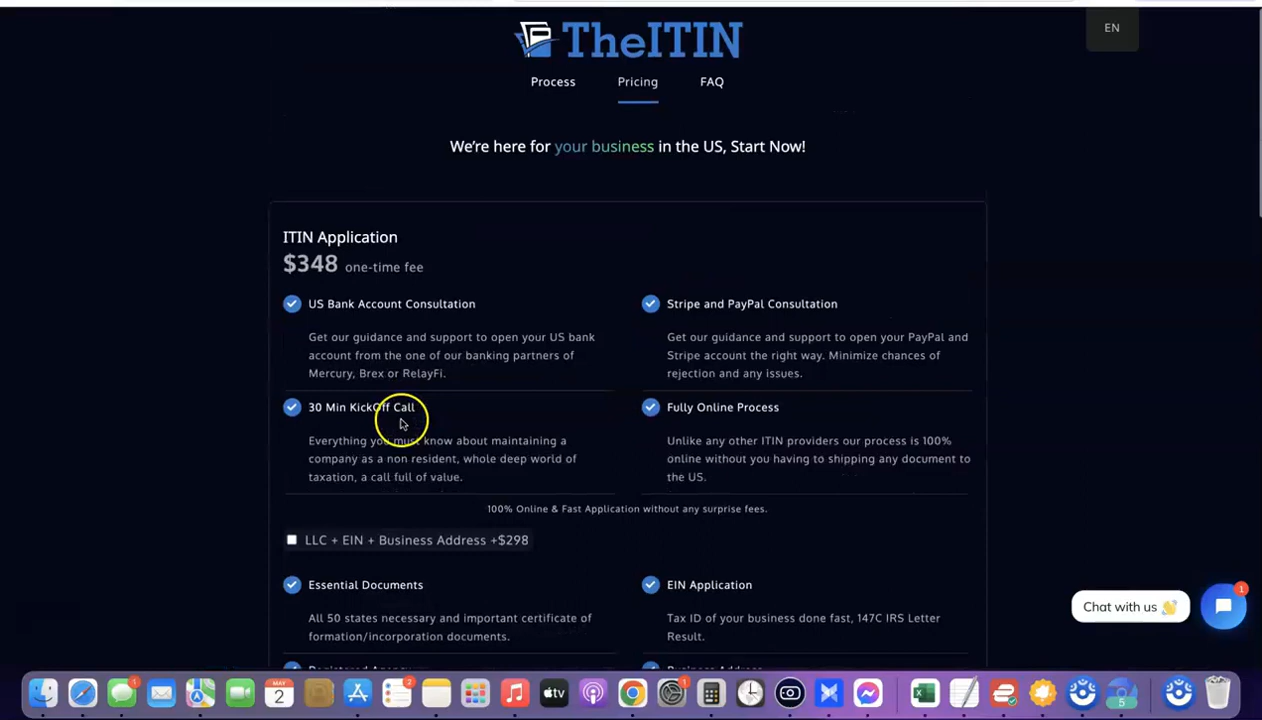 TheITIN
EN
Process
Pricing
FAQ
We're here for your business in the US, Start Now!
ITIN Application
$348 one-time fee
US Bank Account Consultation
Get our guidance and support to open your US bank
account from the one of our banking partners of
Mercury, Brex or RelayFi.
Stripe and PayPal Consultation
Get our guidance and support to open your PayPal and
Stripe account the right way. Minimize chances of
rejection and any issues.
30 Min KickOff Call
Everything you must know about maintaining a
company as a non resident, whole deep world of
taxation, a call full of value.
Fully Online Process
Unlike any other ITIN providers our process is 100%
online without you having to shipping any document to
the US.
100% Online & Fast Application without any surprise fees.
LLC + EIN + Business Address +$298
Essential Documents
All 50 states necessary and important certificate of
formation/incorporation documents.
EIN Application
Tax ID of your business done fast, 147C IRS Letter
Result.
Chat with us
1
1
MAY
2
2
tv
1
5